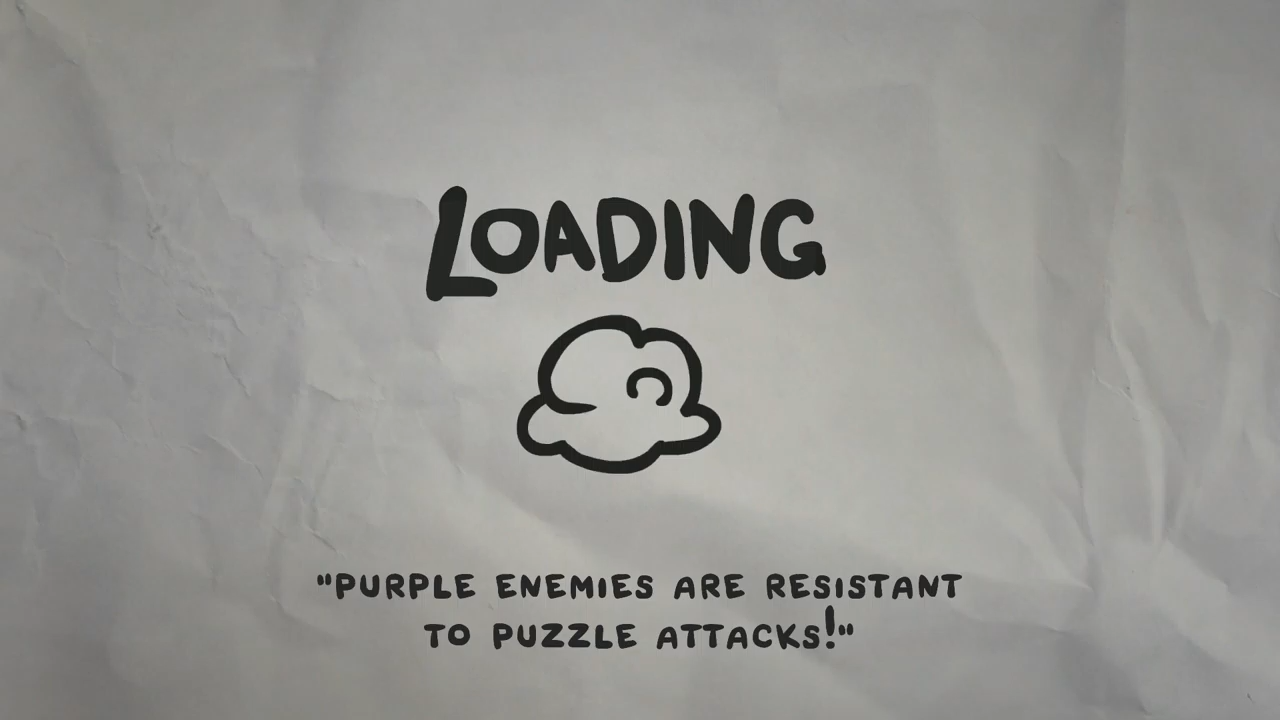 LOADING
"PURPLE ENEMIES ARE RESISTANT
TO PUZZLE ATTACKS!"